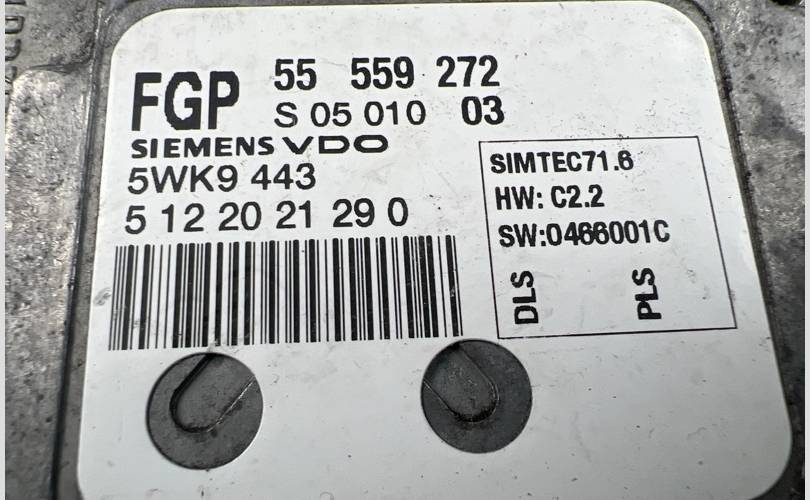 FGP 55 559 272
S 05 010 03
SIEMENS VDO
5WK9 443
5 12 20 21 29 0
SIMTEC71.6
HW: C2.2
SW:0466001C
DLS PLS